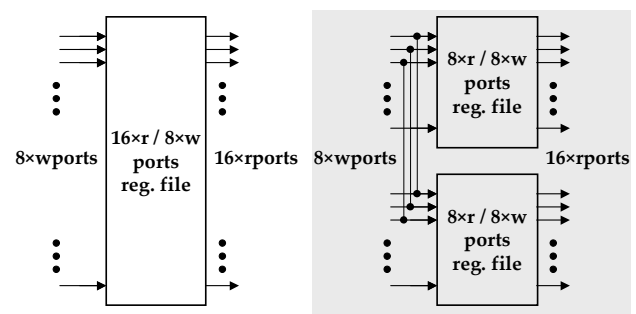 16×r / 8×w
ports
reg. file
8×wports
16×rports
8×r / 8×w
ports
reg. file
8×wports
16×rports
8×r / 8×w
ports
reg. file